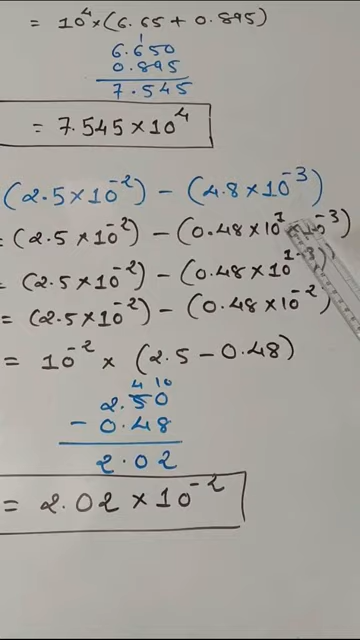 = 10⁴×(6.65 + 0.895)
1
6.650
0.895
7.545
= 7.545×10⁴
(2.5×10⁻²) − (4.8×10⁻³)
= (2.5×10⁻²) − (0.48×10¹×10⁻³)
= (2.5×10⁻²) − (0.48×10¹⁻³)
= (2.5×10⁻²) − (0.48×10⁻²)
= 10⁻² × (2.5 − 0.48)
4 10
2.50
− 0.48
2.02
= 2.02 × 10⁻²